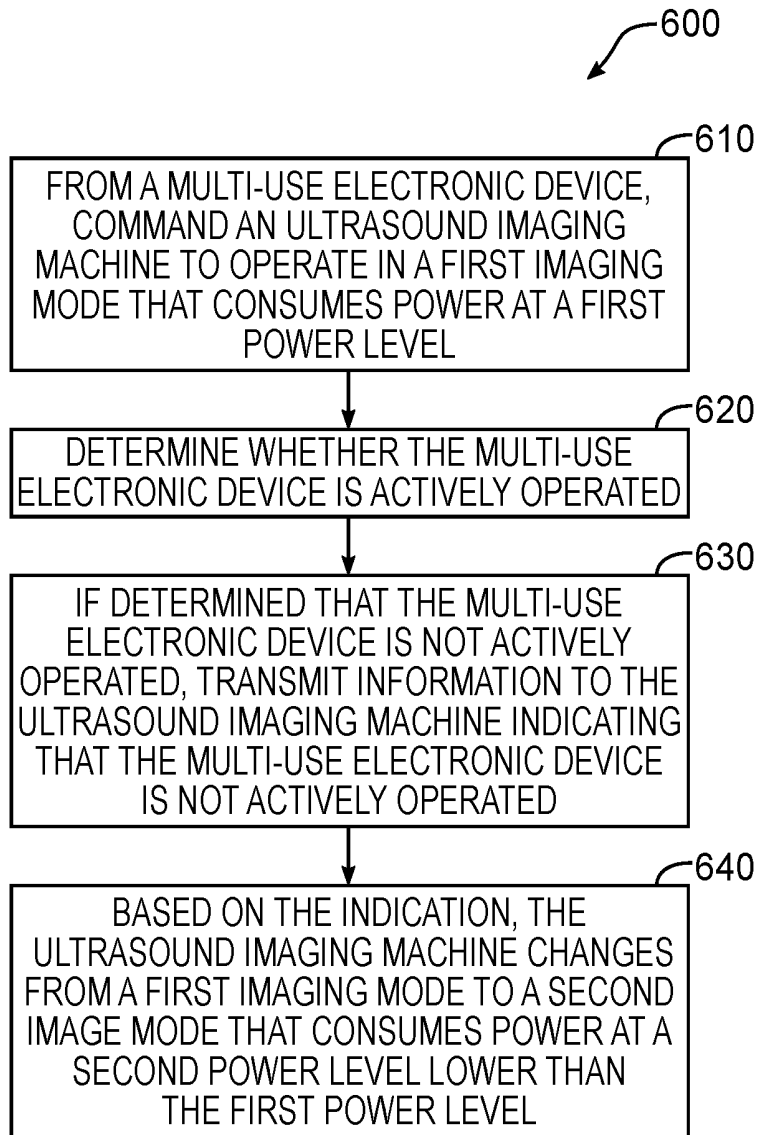 600
610
FROM A MULTI-USE ELECTRONIC DEVICE,
COMMAND AN ULTRASOUND IMAGING
MACHINE TO OPERATE IN A FIRST IMAGING
MODE THAT CONSUMES POWER AT A FIRST
POWER LEVEL
620
DETERMINE WHETHER THE MULTI-USE
ELECTRONIC DEVICE IS ACTIVELY OPERATED
630
IF DETERMINED THAT THE MULTI-USE
ELECTRONIC DEVICE IS NOT ACTIVELY
OPERATED, TRANSMIT INFORMATION TO THE
ULTRASOUND IMAGING MACHINE INDICATING
THAT THE MULTI-USE ELECTRONIC DEVICE
IS NOT ACTIVELY OPERATED
640
BASED ON THE INDICATION, THE
ULTRASOUND IMAGING MACHINE CHANGES
FROM A FIRST IMAGING MODE TO A SECOND
IMAGE MODE THAT CONSUMES POWER AT A
SECOND POWER LEVEL LOWER THAN
THE FIRST POWER LEVEL